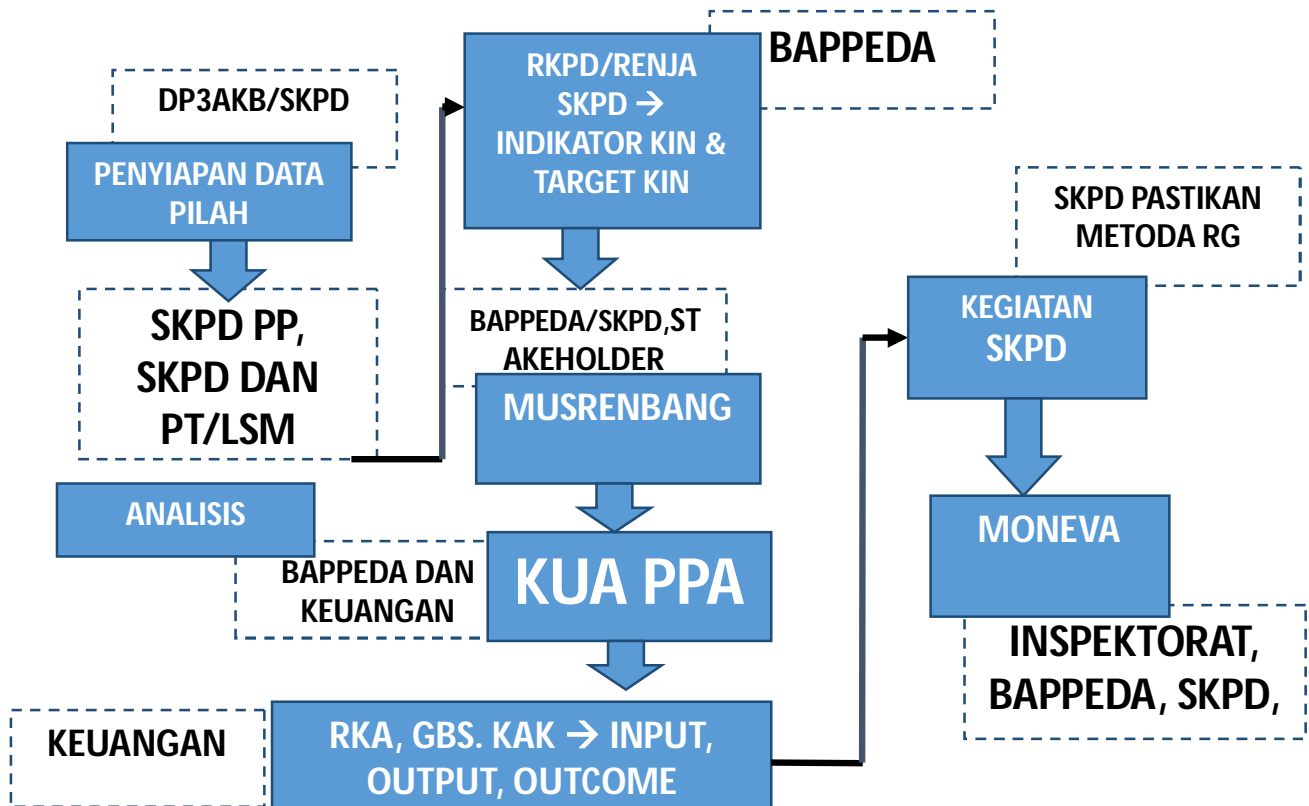 DP3AKB/SKPD
PENYIAPAN DATA
PILAH
SKPD PP,
SKPD DAN
PT/LSM
ANALISIS
BAPPEDA
RKPD/RENJA
SKPD →
INDIKATOR KIN &
TARGET KIN
BAPPEDA/SKPD,ST
AKEHOLDER
MUSRENBANG
BAPPEDA DAN
KEUANGAN
KUA PPA
KEUANGAN
RKA, GBS. KAK → INPUT,
OUTPUT, OUTCOME
SKPD PASTIKAN
METODA RG
KEGIATAN
SKPD
MONEVA
INSPEKTORAT,
BAPPEDA, SKPD,